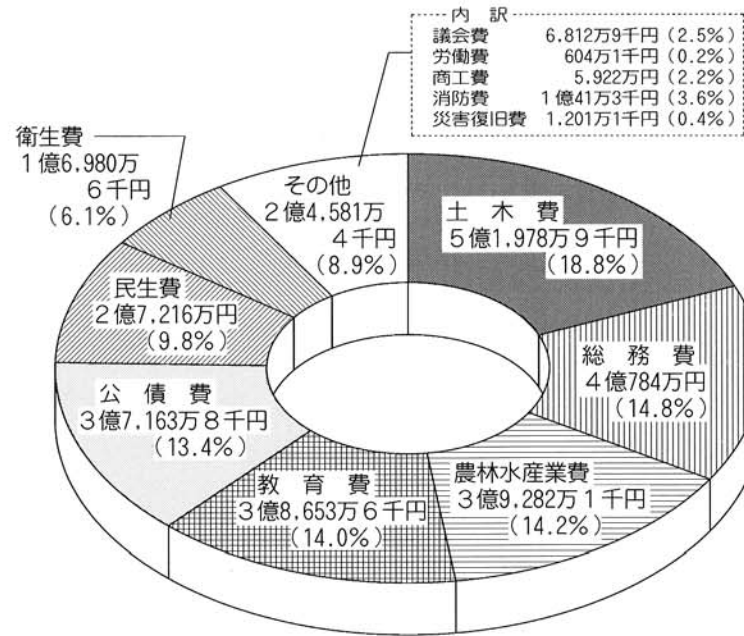 内　訳
議会費　6.812万9千円（2.5%）
労働費　604万1千円（0.2%）
商工費　5.922万円（2.2%）
消防費　1億41万3千円（3.6%）
災害復旧費　1.201万1千円（0.4%）
衛生費
1億6.980万
6千円
（6.1%）
その他
2億4.581万
4千円
（8.9%）
土　木　費
5億1.978万9千円
（18.8%）
民生費
2億7.216万円
（9.8%）
総　務　費
4億784万円
（14.8%）
公　債　費
3億7.163万8千円
（13.4%）
農林水産業費
3億9.282万1千円
（14.2%）
教　育　費
3億8.653万6千円
（14.0%）